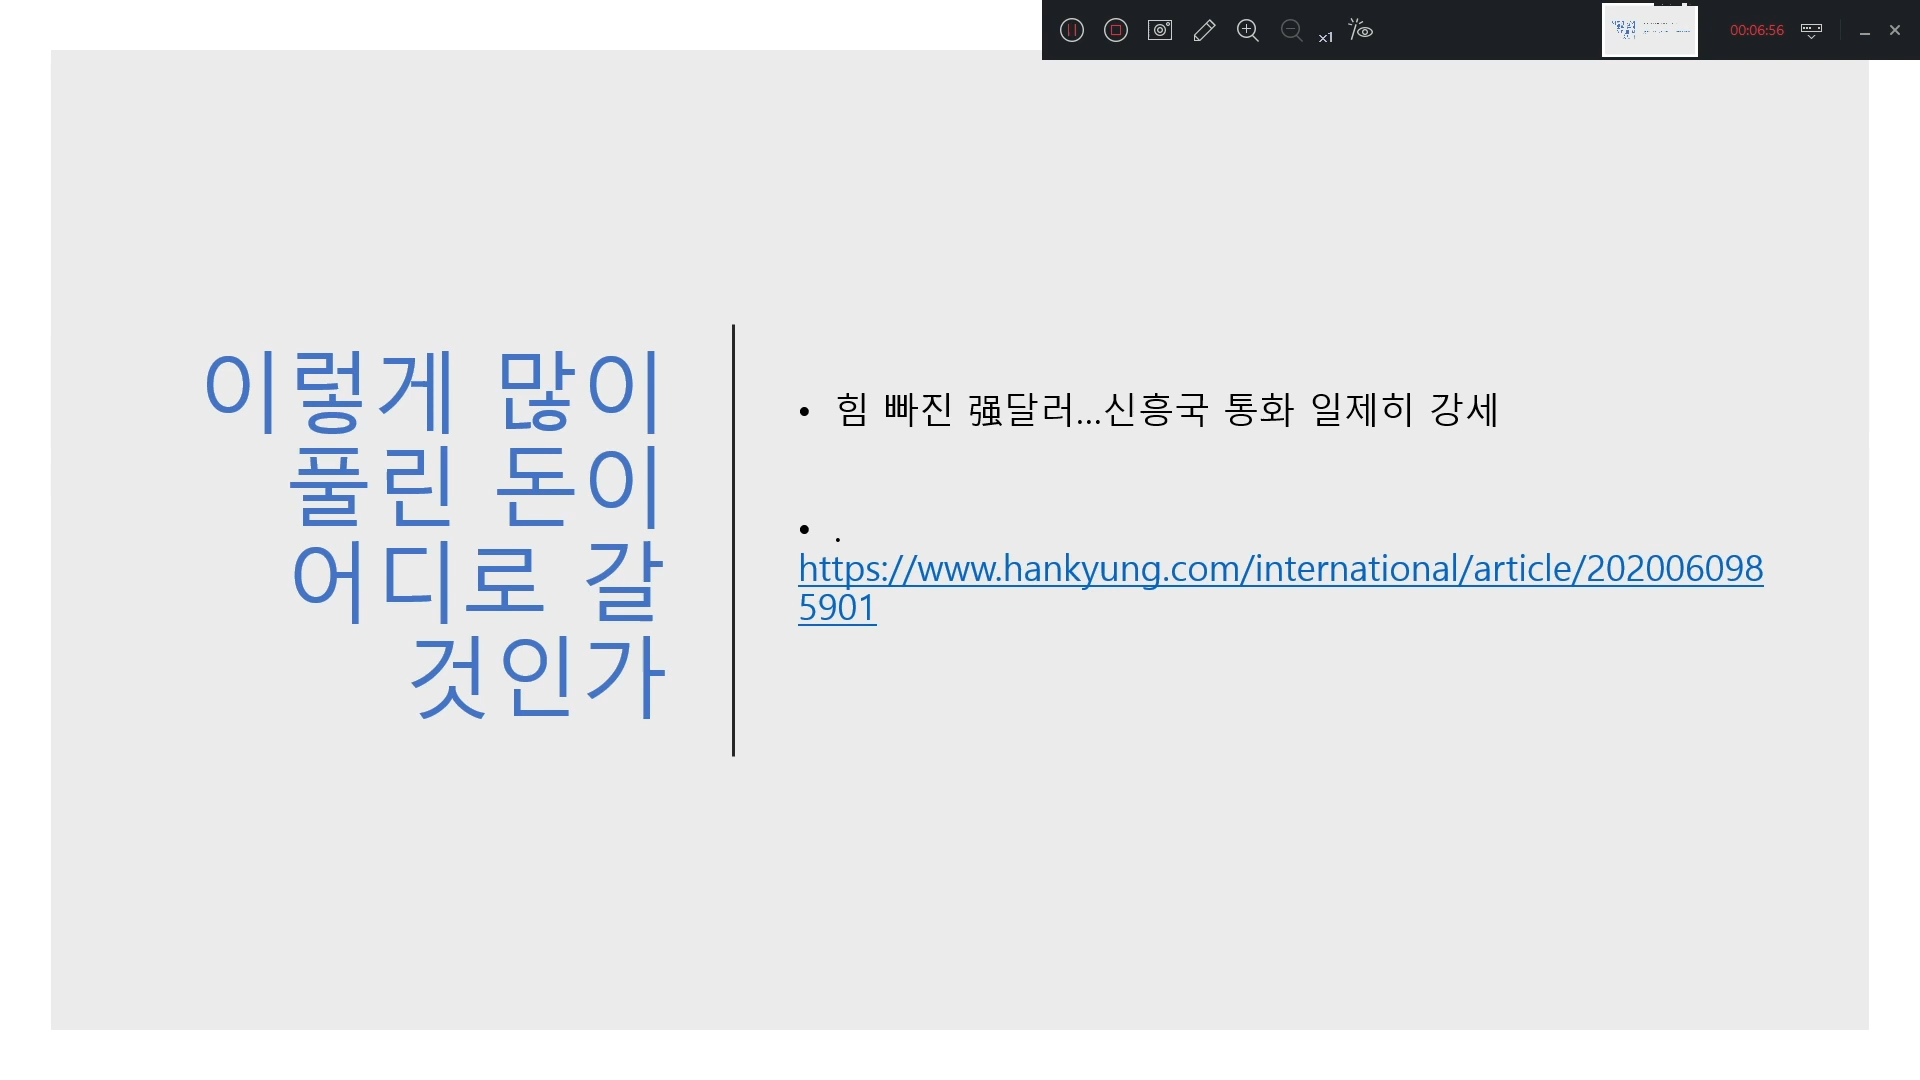 x1
00:06:56
이렇게 많이
풀린 돈이
어디로 갈
것인가
• 힘 빠진 强달러...신흥국 통화 일제히 강세
• .
https://www.hankyung.com/international/article/202006098
5901